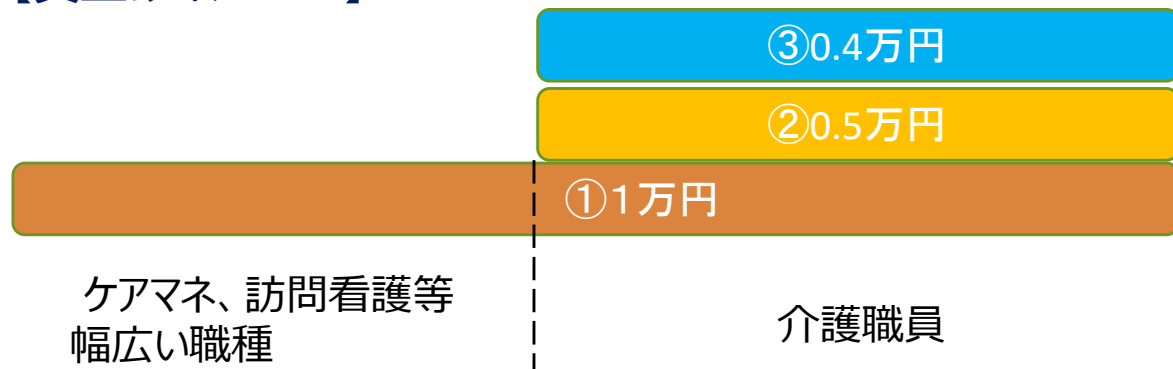 ③0.4万円
②0.5万円
①１万円
ケアマネ、訪問看護等
幅広い職種
介護職員